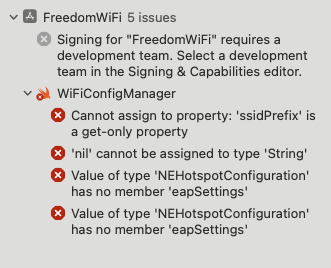 FreedomWiFi 5 issues
Signing for "FreedomWiFi" requires a
development team. Select a development
team in the Signing & Capabilities editor.
WiFiConfigManager
Cannot assign to property: 'ssidPrefix' is
a get-only property
'nil' cannot be assigned to type 'String'
Value of type 'NEHotspotConfiguration'
has no member 'eapSettings'
Value of type 'NEHotspotConfiguration'
has no member 'eapSettings'